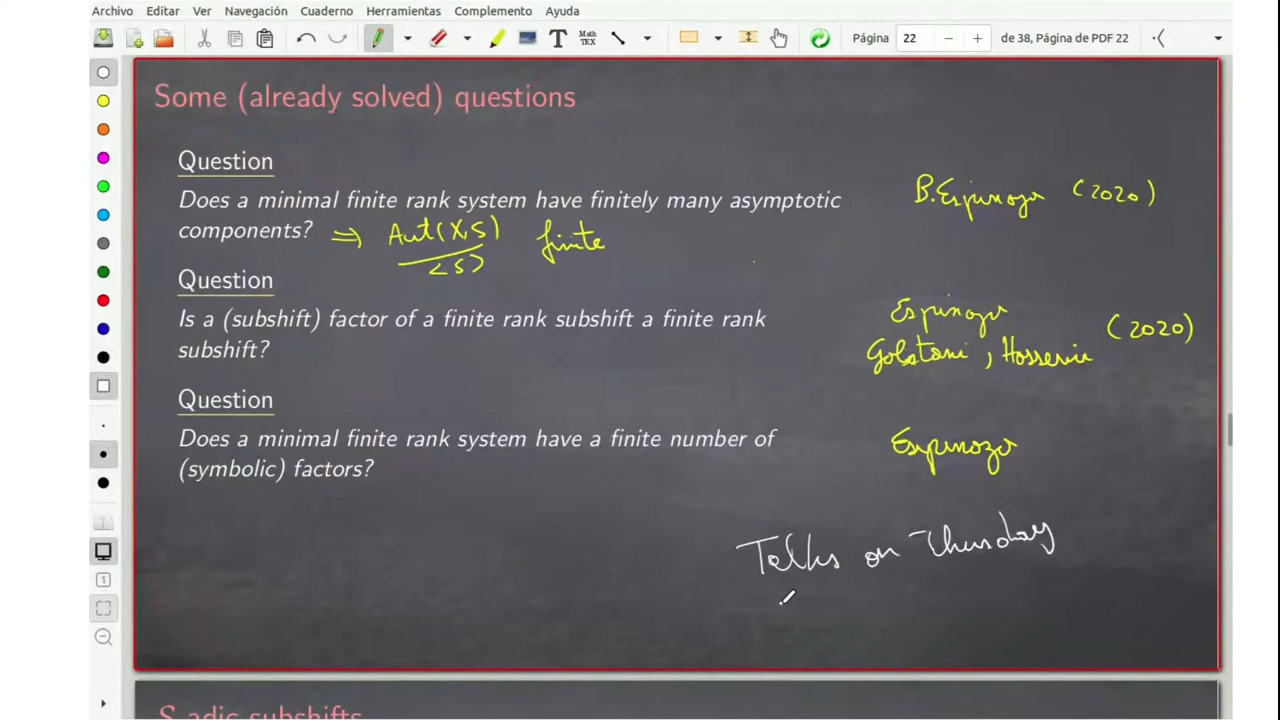 Archivo Editar Ver Navegación Cuaderno Herramientas Complemento Ayuda
T Math TEX Página 22 − + de 38, Página de PDF 22
Some (already solved) questions
Question
Does a minimal finite rank system have finitely many asymptotic
components? ⇒ Aut(X,S) / <S> finite
B. Espinoza (2020)
Question
Is a (subshift) factor of a finite rank subshift a finite rank
subshift?
Espinoza
Golestani, Hosseini (2020)
Question
Does a minimal finite rank system have a finite number of
(symbolic) factors?
Espinoza
Talks on Thursday
S-adic subshifts